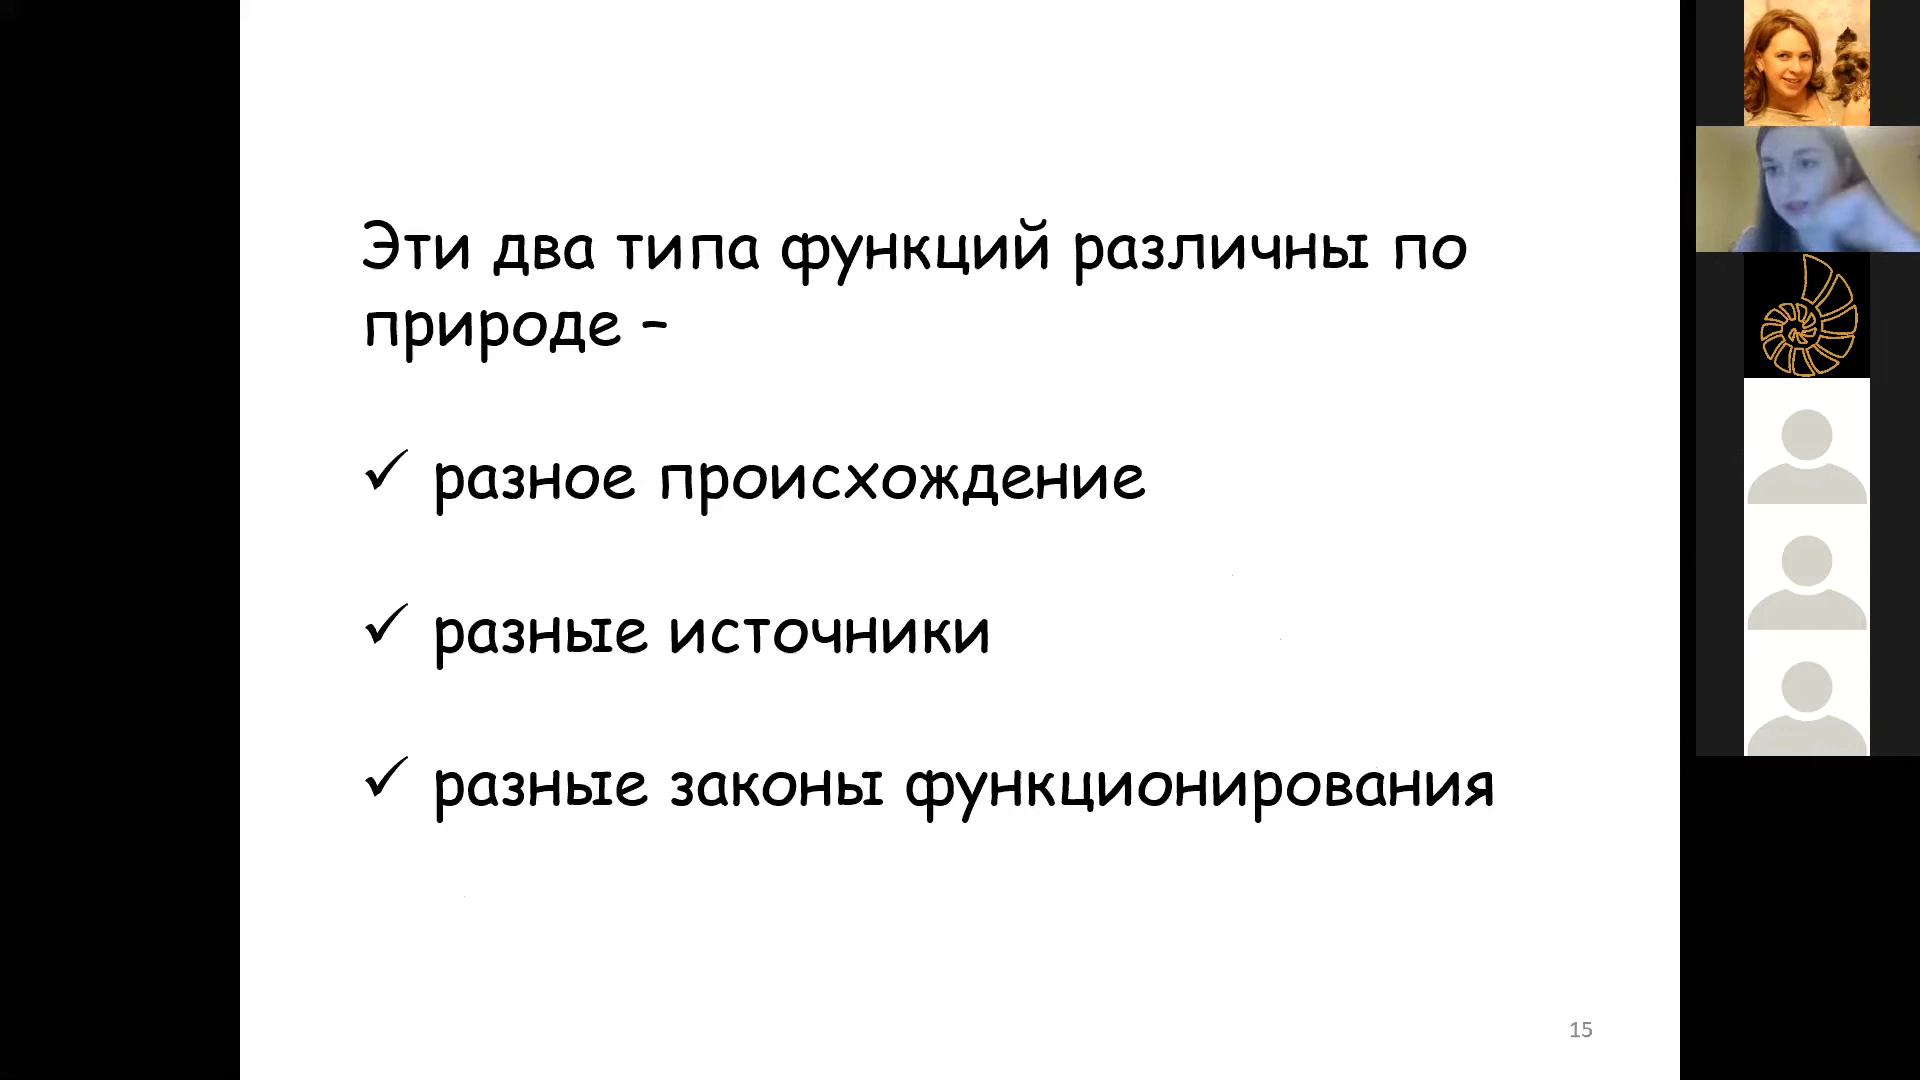 Эти два типа функций различны по
природе –
✓ разное происхождение
✓ разные источники
✓ разные законы функционирования
15